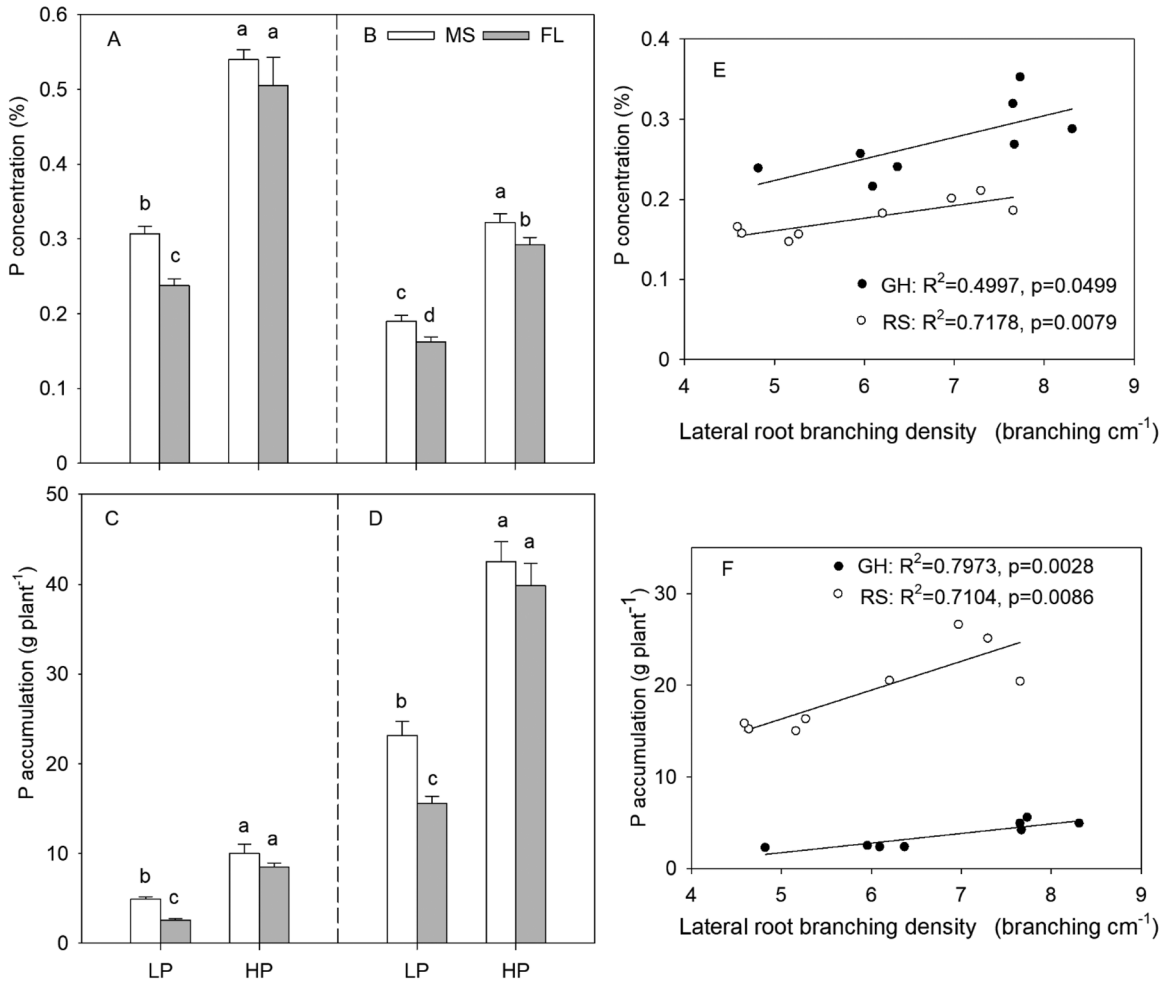 A
B MS FL
P concentration (%)
0.6
0.5
0.4
0.3
0.2
0.1
0
a a
b
c
a
b
c
d
C
D
P accumulation (g plant⁻¹)
50
40
30
20
10
0
a
a
b
c
a
a
b
c
LP HP LP HP
E
P concentration (%)
0.4
0.3
0.2
0.1
0
GH: R²=0.4997, p=0.0499
RS: R²=0.7178, p=0.0079
4 5 6 7 8 9
Lateral root branching density (branching cm⁻¹)
F
GH: R²=0.7973, p=0.0028
RS: R²=0.7104, p=0.0086
P accumulation (g plant⁻¹)
30
20
10
0
4 5 6 7 8 9
Lateral root branching density (branching cm⁻¹)